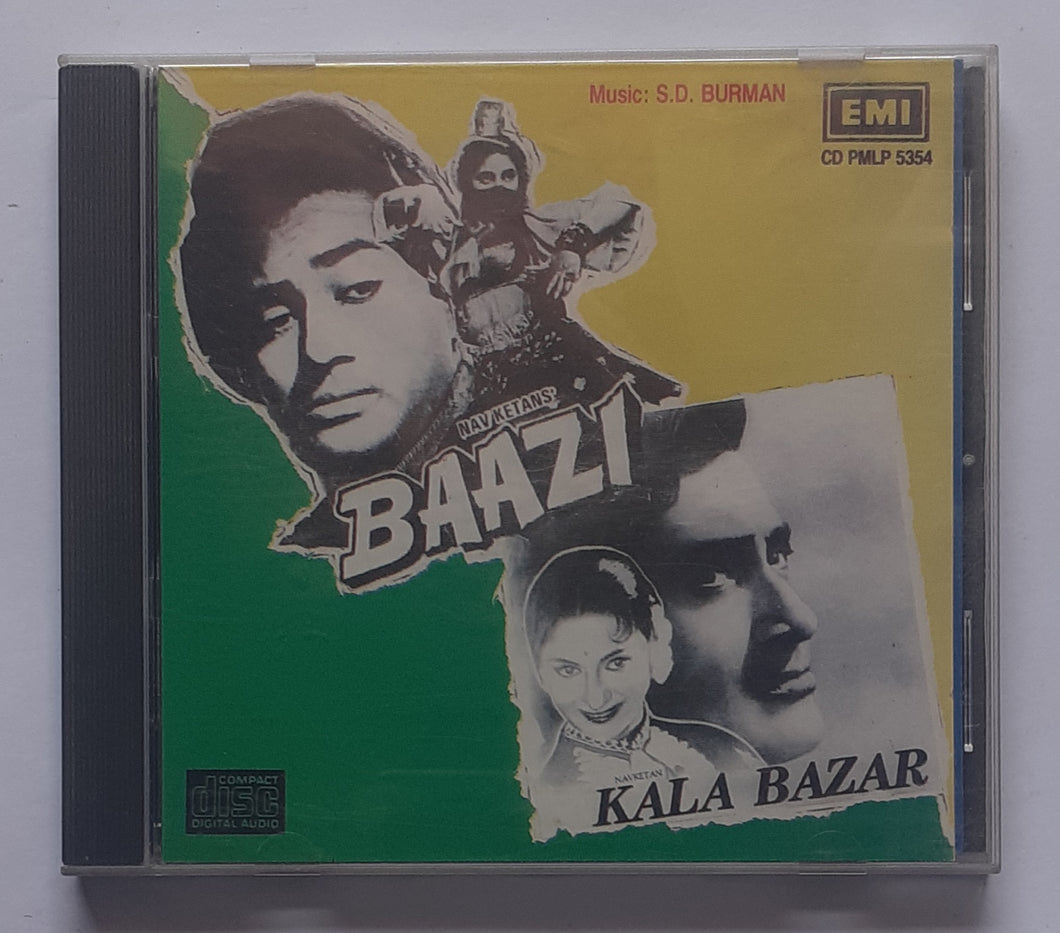 Music: S.D. BURMAN
EMI
CD PMLP 5354
NAV KETANS'
BAAZI
NAVKETAN
KALA BAZAR
COMPACT
disc
DIGITAL AUDIO